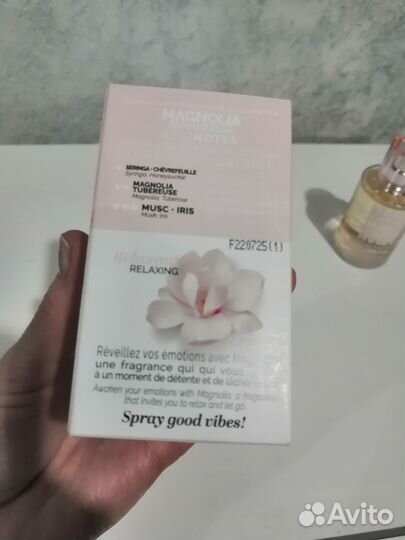 MAGNOLIA
NOTES
SERINGA • CHÈVREFEUILLE
Syringa, Honeysuckle
MAGNOLIA
TUBÉREUSE
Magnolia, Tuberose
MUSC • IRIS
Musk, Iris
F220725(1)
Relaxant
RELAXING
Réveillez vos émotions avec
une fragrance qui vous
à un moment de détente et de
Awaken your emotions with Magnolia, a fragrance
that invites you to relax and let go
Spray good vibes!
Avito